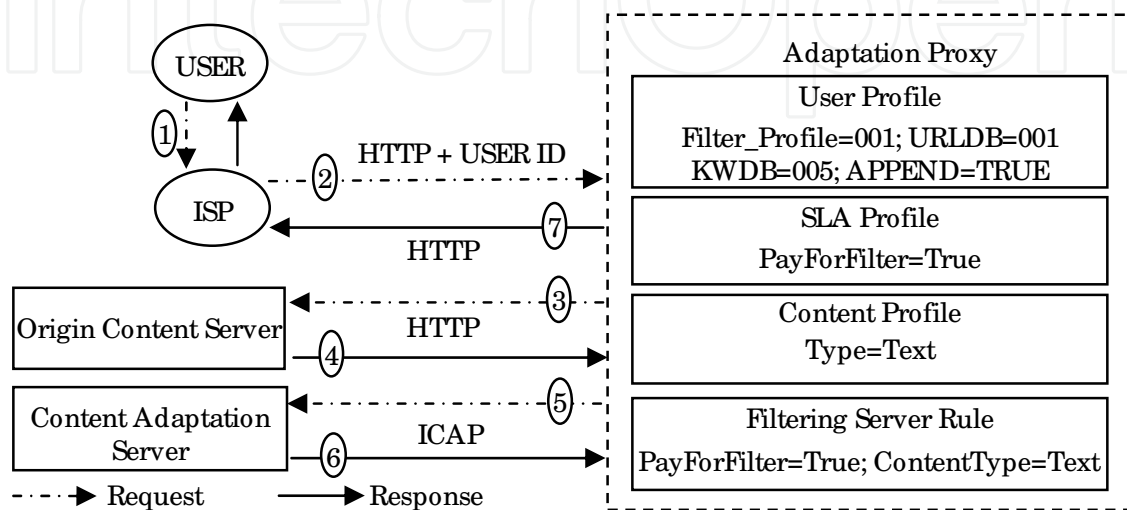 IntechOpen
USER
1
ISP
HTTP + USER ID
2
7
HTTP
Origin Content Server
3
HTTP
4
Content Adaptation
Server
5
ICAP
6
Request
Response
Adaptation Proxy
User Profile
Filter_Profile=001; URLDB=001
KWDB=005; APPEND=TRUE
SLA Profile
PayForFilter=True
Content Profile
Type=Text
Filtering Server Rule
PayForFilter=True; ContentType=Text